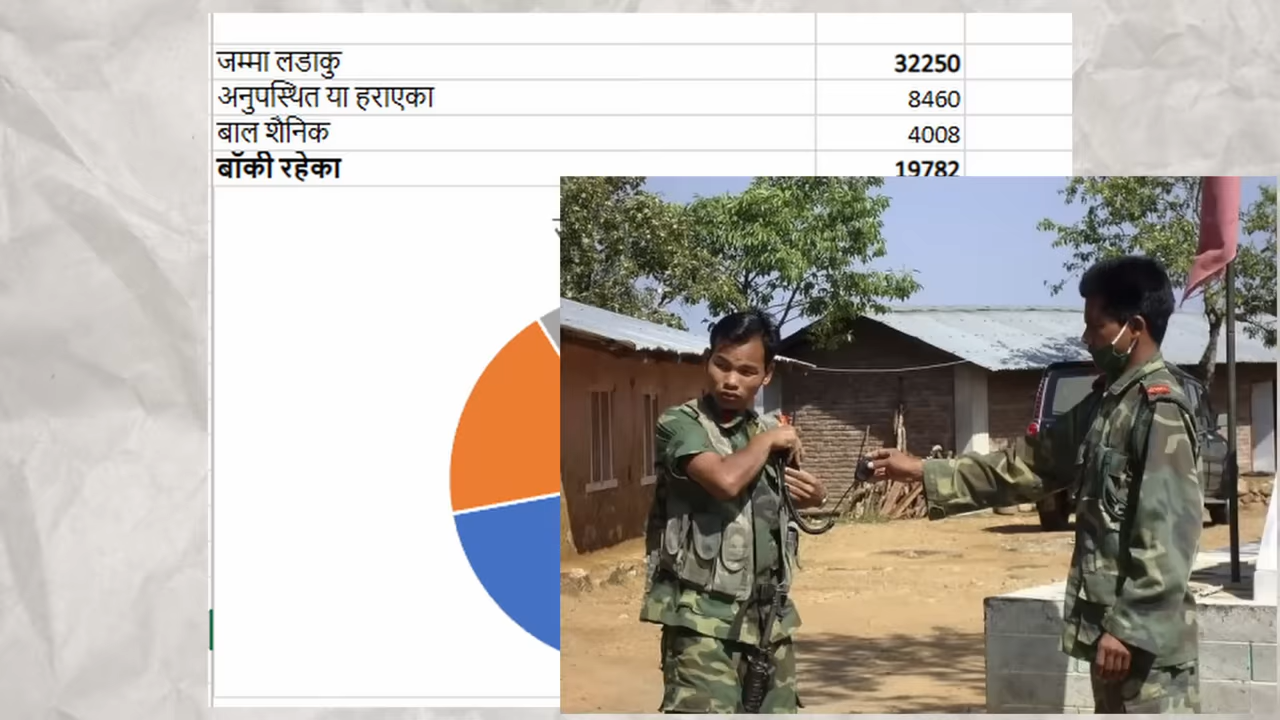 जम्मा लडाकु 32250
अनुपस्थित या हराएका 8460
बाल शैनिक 4008
बाँकी रहेका 19782